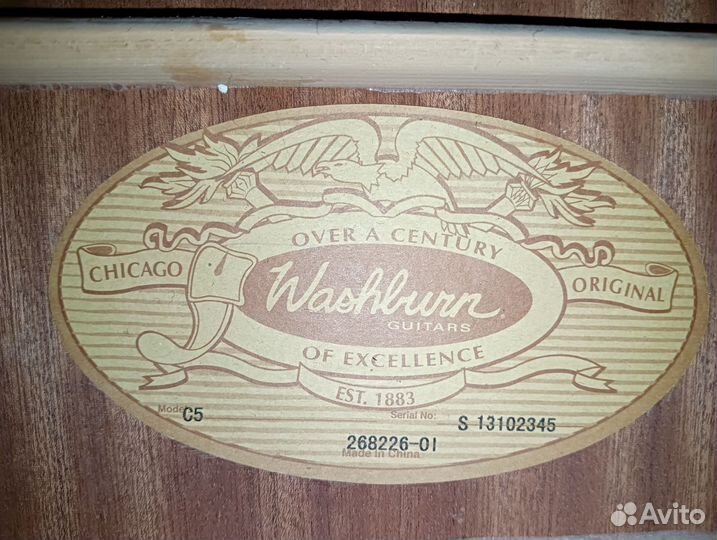 OVER A CENTURY
CHICAGO
Washburn
GUITARS
ORIGINAL
OF EXCELLENCE
EST. 1883
Model C5
Serial No: S 13102345
268226-01
Made In China
Avito